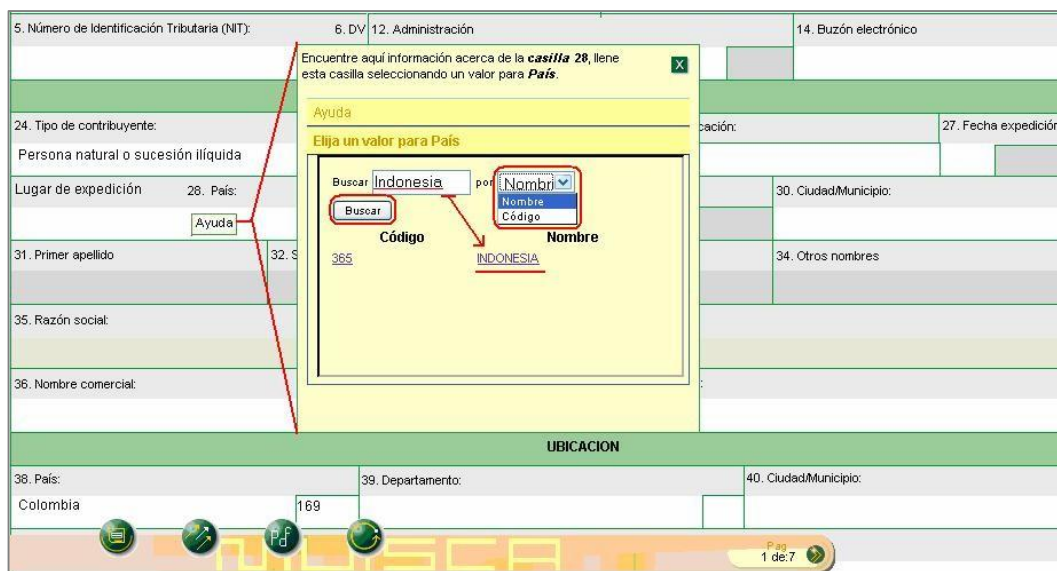 5. Número de Identificación Tributaria (NIT): 6. DV 12. Administración 14. Buzón electrónico
Encuentre aquí información acerca de la casilla 28, llene
esta casilla seleccionando un valor para País.
X
Ayuda
24. Tipo de contribuyente: cación: 27. Fecha expedición
Elija un valor para País
Persona natural o sucesión ilíquida
Buscar Indonesia por Nombr
Lugar de expedición 28. País: 30. Ciudad/Municipio:
Nombre
Buscar
Código
Ayuda
Código Nombre
31. Primer apellido 32. S 34. Otros nombres
365 INDONESIA
35. Razón social:
36. Nombre comercial: :
UBICACION
38. País: 39. Departamento: 40. Ciudad/Municipio:
Colombia 169
Pdf
MUISCA
Pag
1 de:7